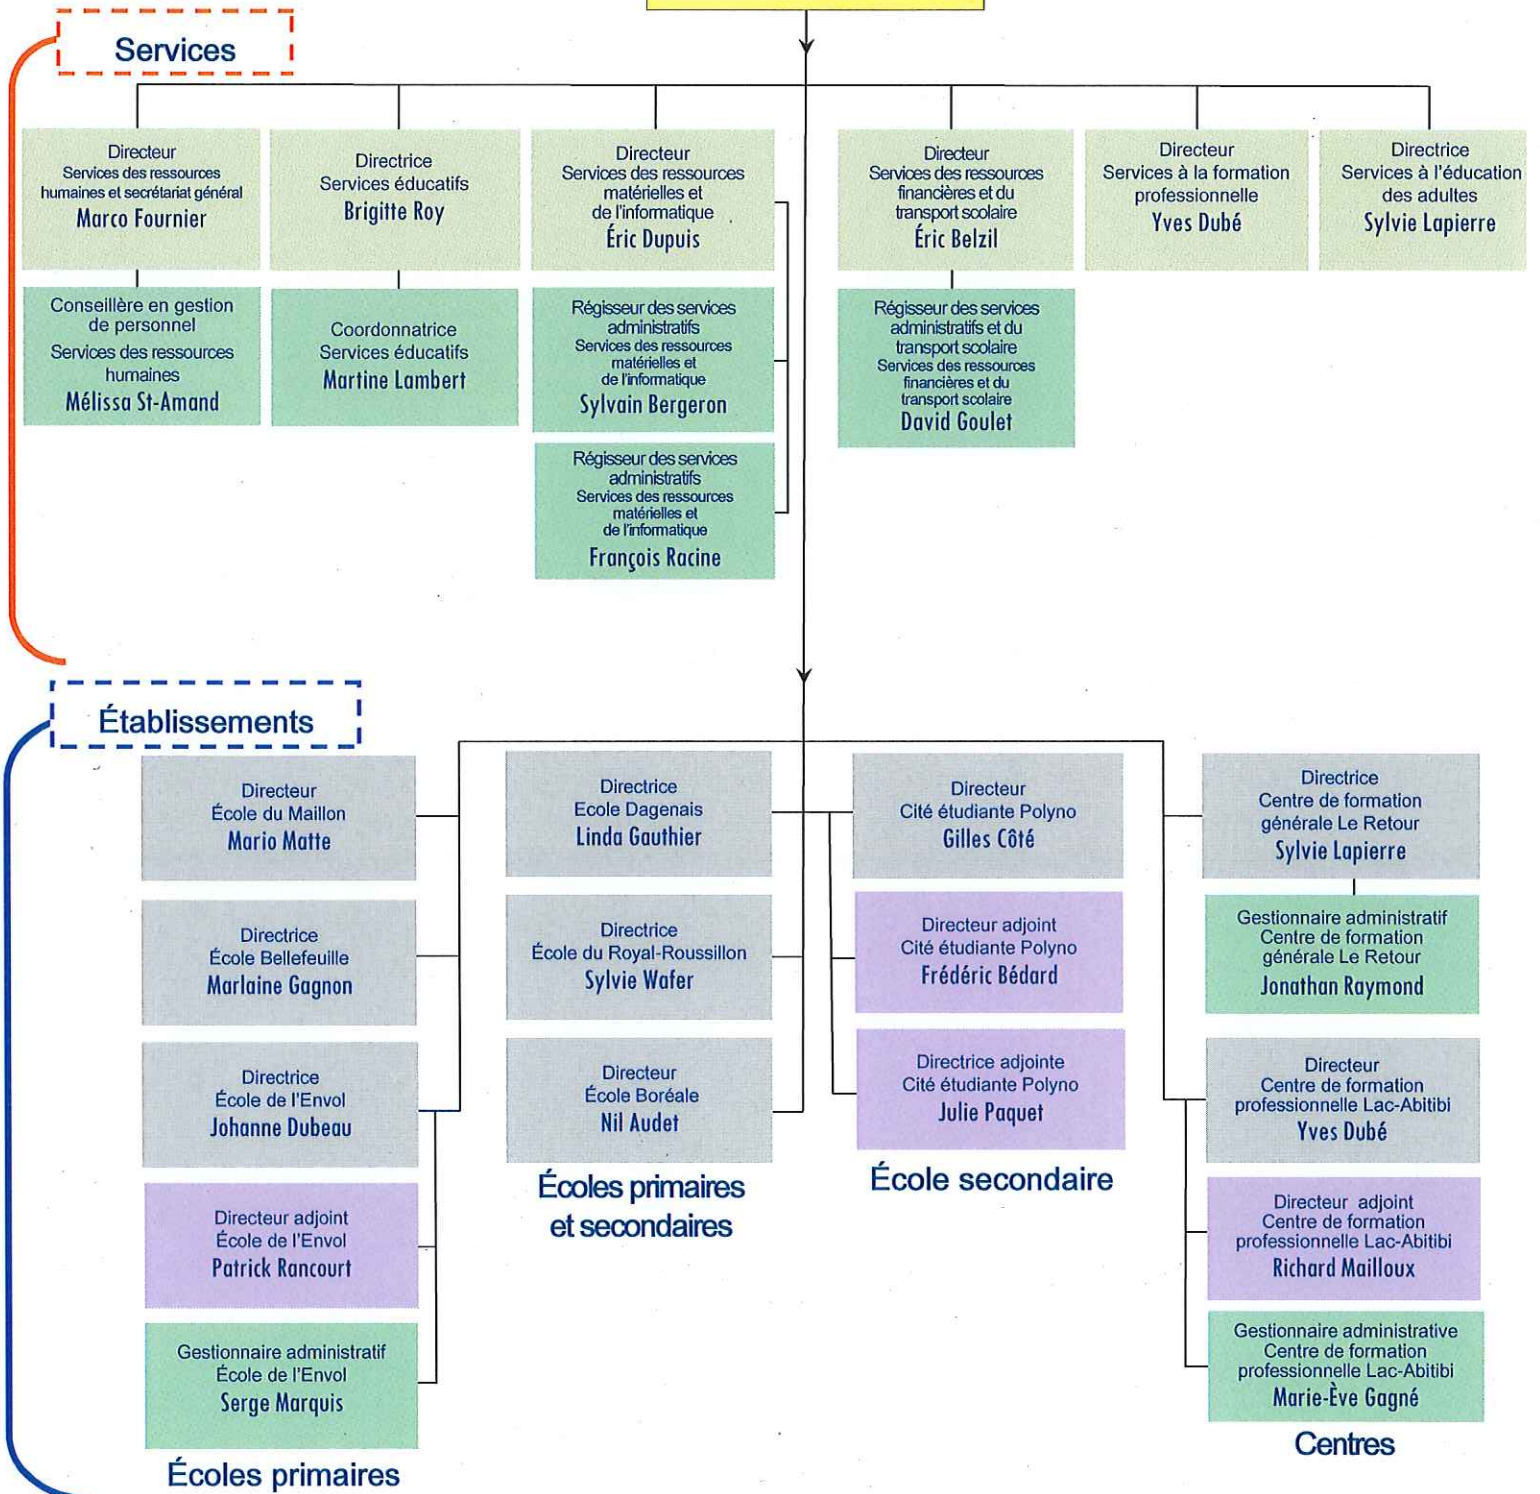 Services
Directeur
Services des ressources
humaines et secrétariat général
Marco Fournier
Directrice
Services éducatifs
Brigitte Roy
Directeur
Services des ressources
matérielles et
de l'informatique
Éric Dupuis
Directeur
Services des ressources
financières et du
transport scolaire
Éric Belzil
Directeur
Services à la formation
professionnelle
Yves Dubé
Directrice
Services à l'éducation
des adultes
Sylvie Lapierre
Conseillère en gestion
de personnel
Services des ressources
humaines
Mélissa St-Amand
Coordonnatrice
Services éducatifs
Martine Lambert
Régisseur des services
administratifs
Services des ressources
matérielles et
de l'informatique
Sylvain Bergeron
Régisseur des services
administratifs et du
transport scolaire
Services des ressources
financières et du
transport scolaire
David Goulet
Régisseur des services
administratifs
Services des ressources
matérielles et
de l'informatique
François Racine
Établissements
Directeur
École du Maillon
Mario Matte
Directrice
École Bellefeuille
Marlaine Gagnon
Directrice
École de l'Envol
Johanne Dubeau
Directeur adjoint
École de l'Envol
Patrick Rancourt
Gestionnaire administratif
École de l'Envol
Serge Marquis
Écoles primaires
Directrice
Ecole Dagenais
Linda Gauthier
Directrice
École du Royal-Roussillon
Sylvie Wafer
Directeur
École Boréale
Nil Audet
Écoles primaires
et secondaires
Directeur
Cité étudiante Polyno
Gilles Côté
Directeur adjoint
Cité étudiante Polyno
Frédéric Bédard
Directrice adjointe
Cité étudiante Polyno
Julie Paquet
École secondaire
Directrice
Centre de formation
générale Le Retour
Sylvie Lapierre
Gestionnaire administratif
Centre de formation
générale Le Retour
Jonathan Raymond
Directeur
Centre de formation
professionnelle Lac-Abitibi
Yves Dubé
Directeur adjoint
Centre de formation
professionnelle Lac-Abitibi
Richard Mailloux
Gestionnaire administrative
Centre de formation
professionnelle Lac-Abitibi
Marie-Ève Gagné
Centres